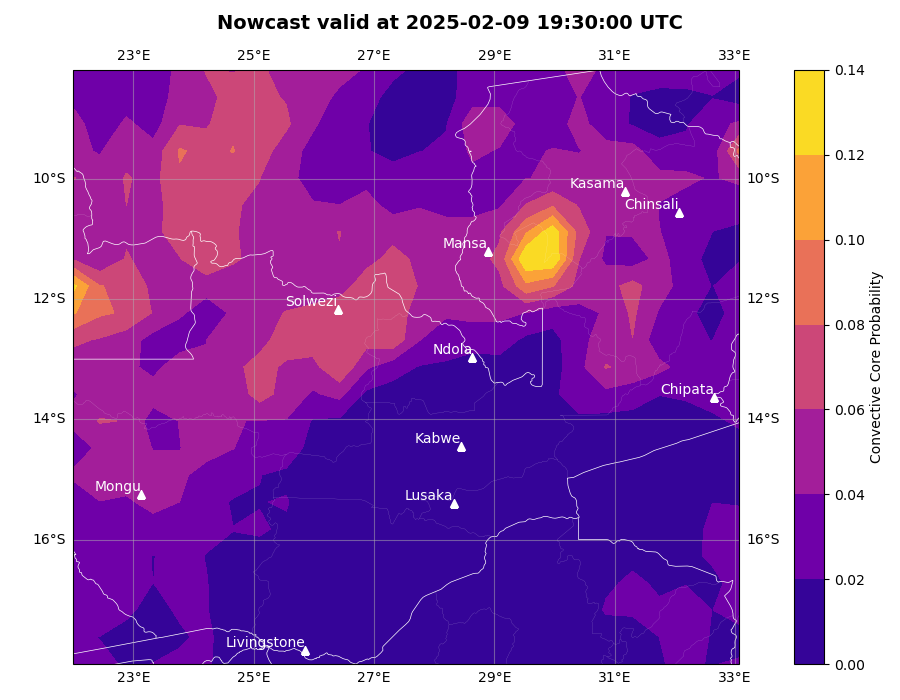 Nowcast valid at 2025-02-09 19:30:00 UTC
23°E 25°E 27°E 29°E 31°E 33°E
0.14
0.12
0.10
0.08
0.06
0.04
0.02
0.00
Convective Core Probability
10°S 10°S
12°S 12°S
14°S 14°S
16°S 16°S
Kasama
Chinsali
Mansa
Solwezi
Ndola
Chipata
Kabwe
Mongu
Lusaka
Livingstone
23°E 25°E 27°E 29°E 31°E 33°E